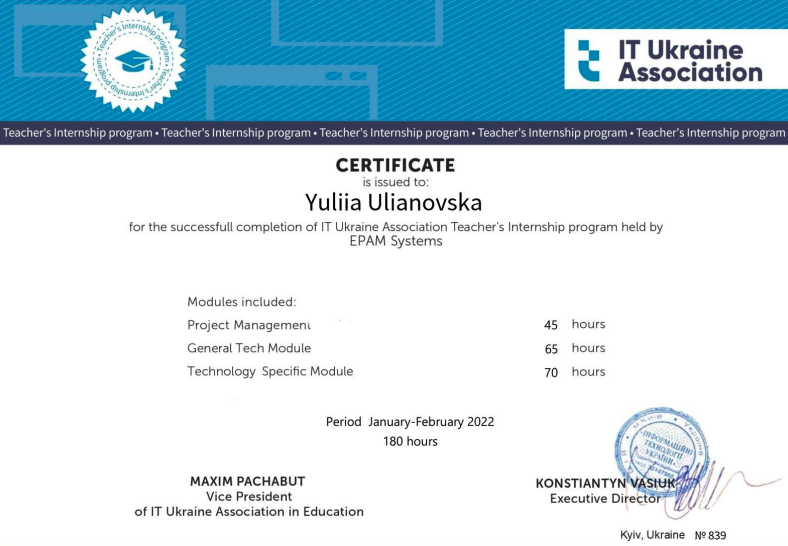 Teacher's Internship program • Teacher's Internship program •
IT Ukraine
Association
Teacher's Internship program • Teacher's Internship program • Teacher's Internship program • Teacher's Internship program • Teacher's Internship program
CERTIFICATE
is issued to:
Yuliia Ulianovska
for the successfull completion of IT Ukraine Association Teacher's Internship program held by
EPAM Systems
Modules included:
Project Management
45 hours
General Tech Module
65 hours
Technology Specific Module
70 hours
Period January-February 2022
180 hours
ІНФОРМАЦІЙНІ
ТЕХНОЛОГІЇ
УКРАЇНИ
MAXIM PACHABUT
Vice President
of IT Ukraine Association in Education
KONSTIANTYN VASIUK
Executive Director
Kyiv, Ukraine № 839